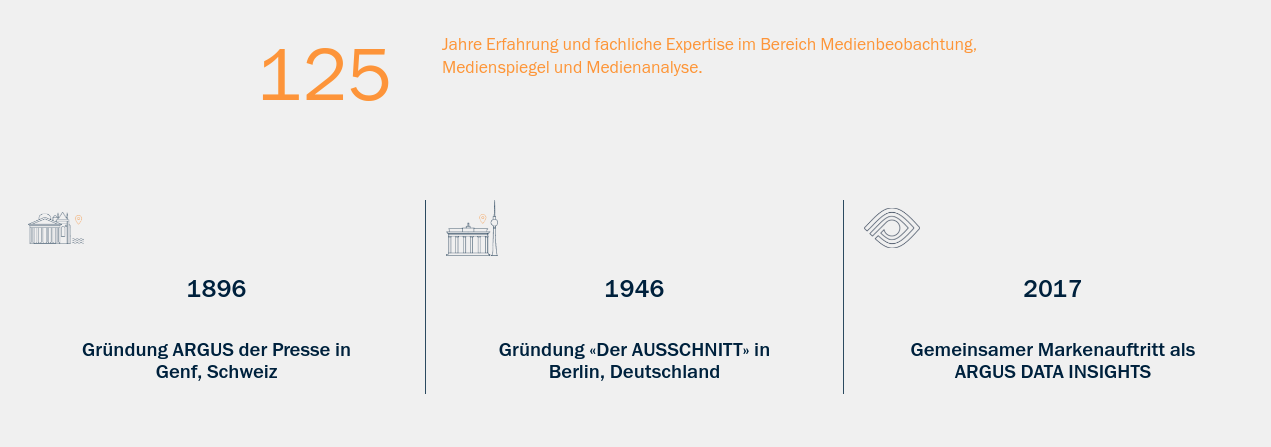 125
Jahre Erfahrung und fachliche Expertise im Bereich Medienbeobachtung,
Medienspiegel und Medienanalyse.
1896
Gründung ARGUS der Presse in
Genf, Schweiz
1946
Gründung «Der AUSSCHNITT» in
Berlin, Deutschland
2017
Gemeinsamer Markenauftritt als
ARGUS DATA INSIGHTS